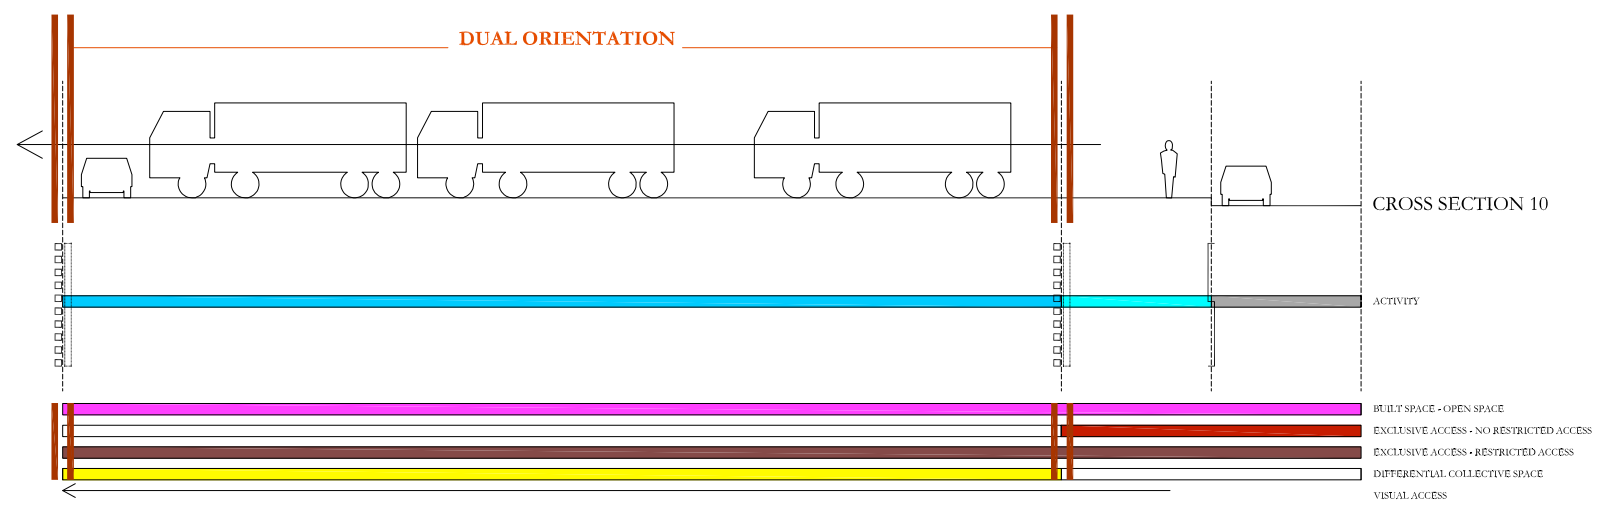 DUAL ORIENTATION
CROSS SECTION 10
ACTIVITY
BUILT SPACE - OPEN SPACE
EXCLUSIVE ACCESS - NO RESTRICTED ACCESS
EXCLUSIVE ACCESS - RESTRICTED ACCESS
DIFFERENTIAL COLLECTIVE SPACE
VISUAL ACCESS